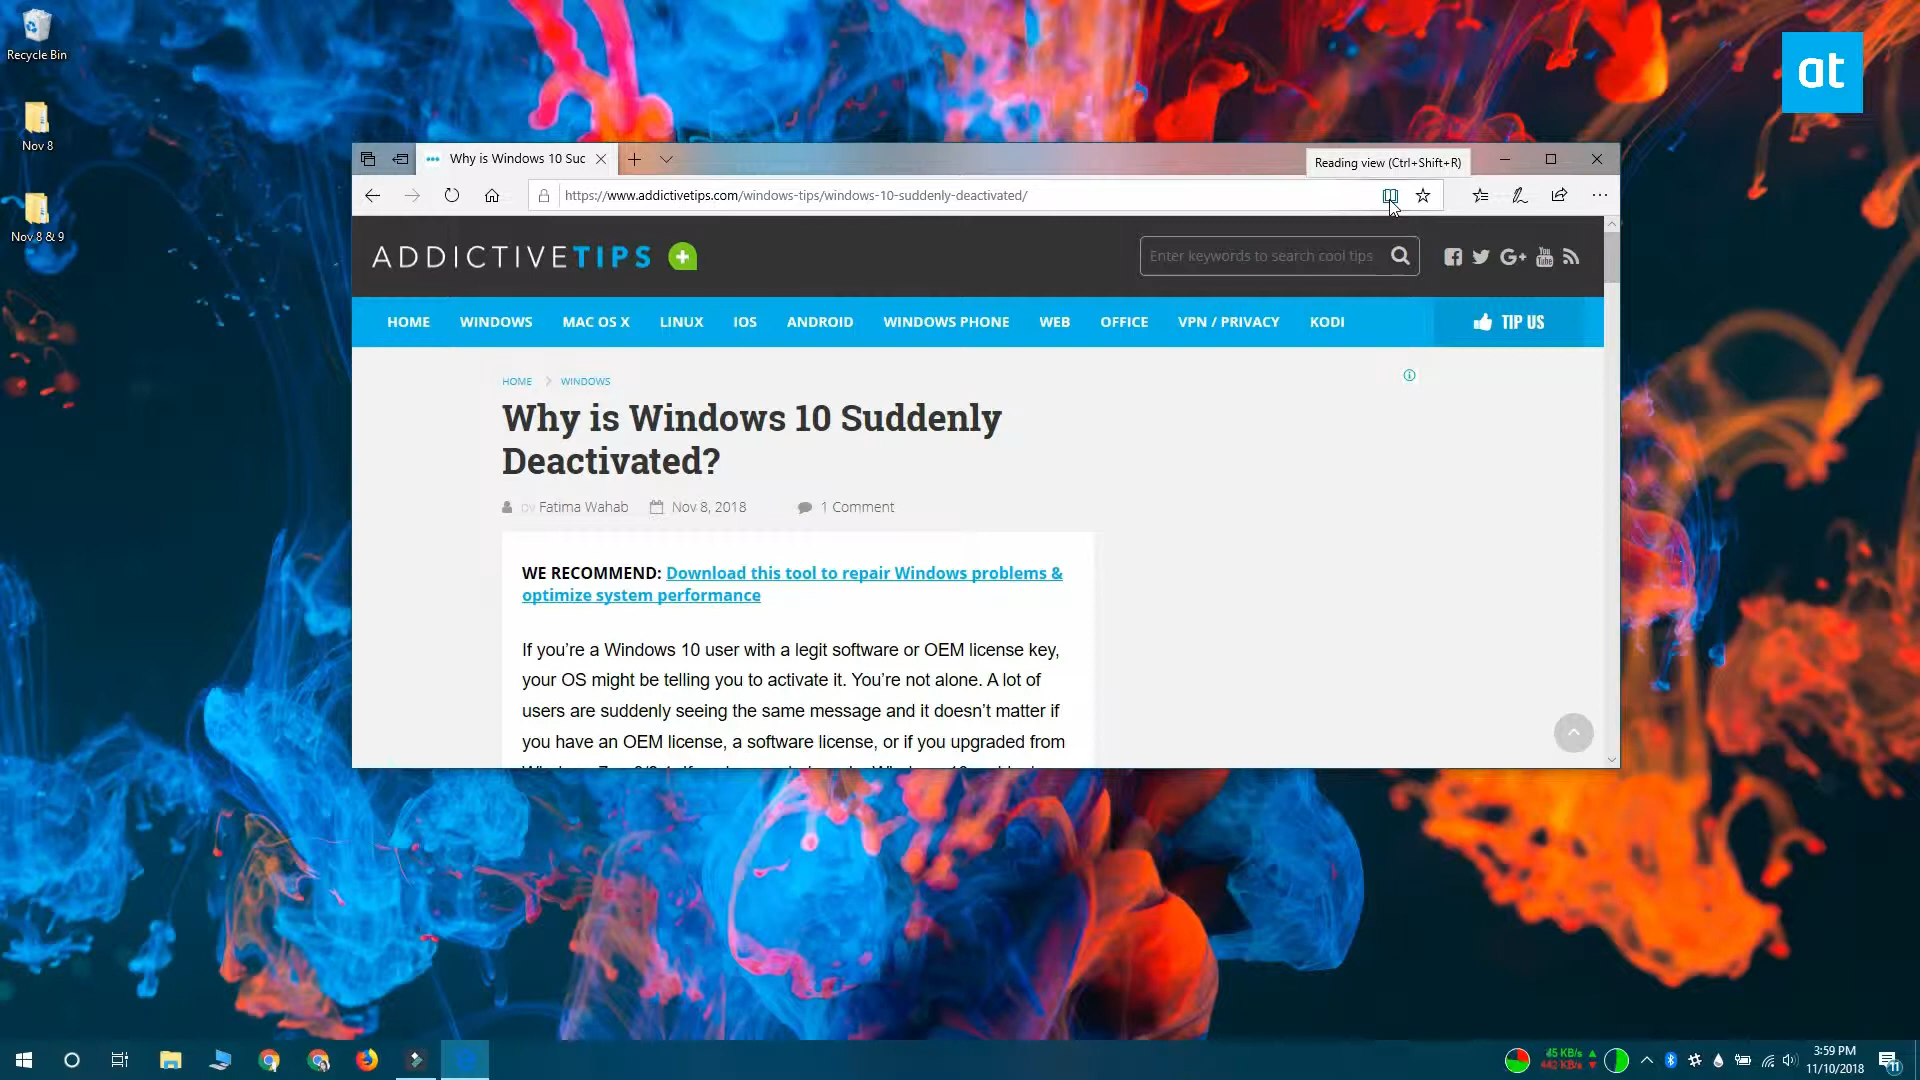 Recycle Bin
at
Nov 8
Nov 8 & 9
Why is Windows 10 Suc
Reading view (Ctrl+Shift+R)
https://www.addictivetips.com/windows-tips/windows-10-suddenly-deactivated/
ADDICTIVETIPS
Enter keywords to search cool tips
G+
You Tube
HOME WINDOWS MAC OS X LINUX IOS ANDROID WINDOWS PHONE WEB OFFICE VPN / PRIVACY KODI TIP US
HOME WINDOWS
Why is Windows 10 Suddenly
Deactivated?
by Fatima Wahab Nov 8, 2018 1 Comment
WE RECOMMEND: Download this tool to repair Windows problems &
optimize system performance
If you’re a Windows 10 user with a legit software or OEM license key,
your OS might be telling you to activate it. You’re not alone. A lot of
users are suddenly seeing the same message and it doesn’t matter if
you have an OEM license, a software license, or if you upgraded from
3:59 PM
11/10/2018
11